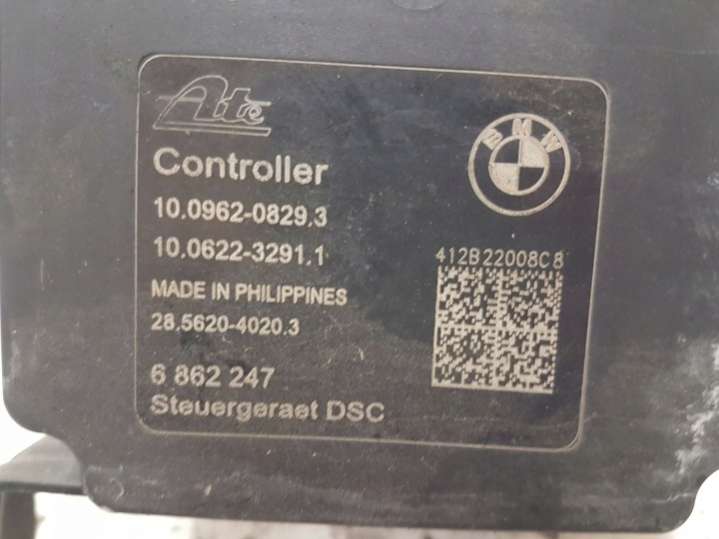 Ate
BMW
Controller
10.0962-0829.3
10.0622-3291.1
412B22008C8
MADE IN PHILIPPINES
28.5620-4020.3
6 862 247
Steuergeraet DSC